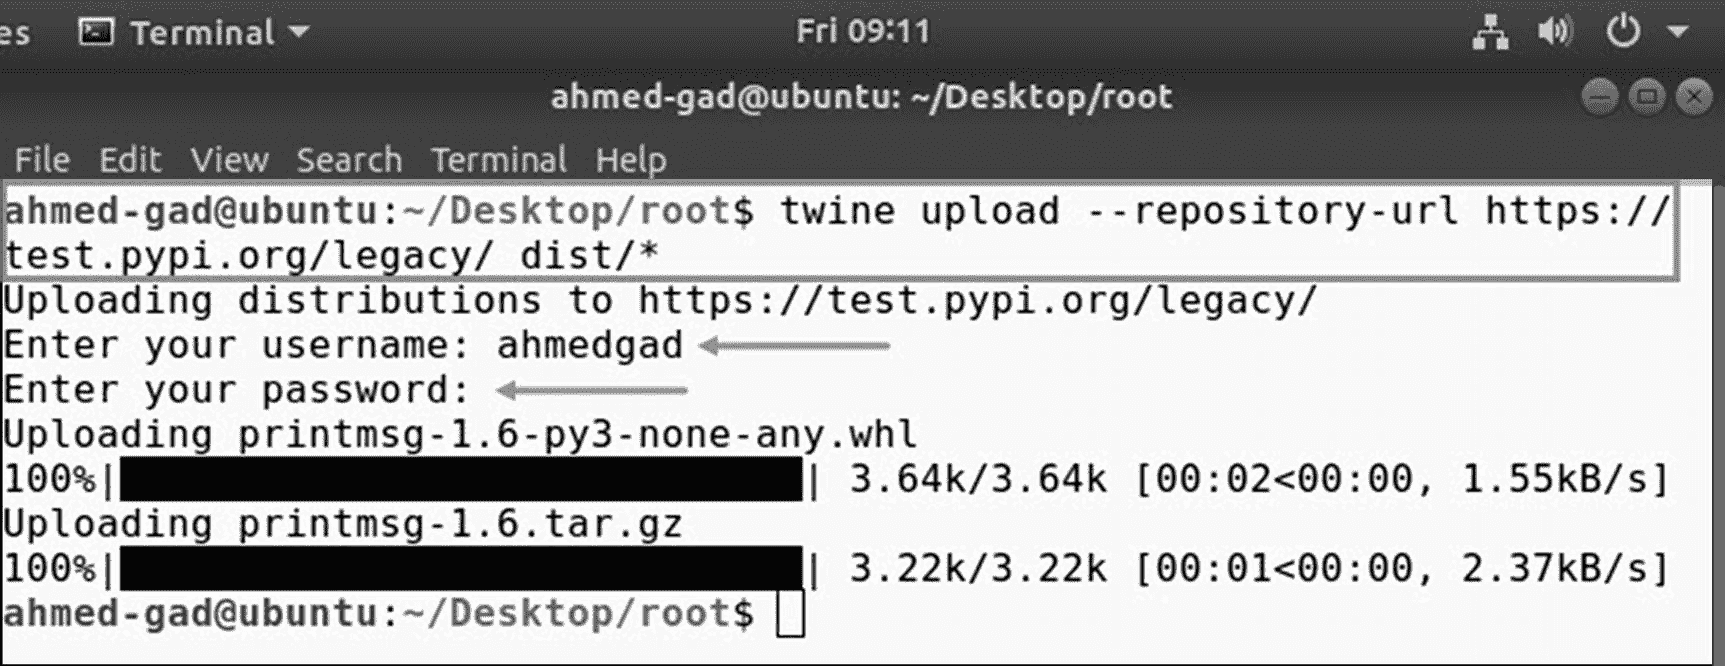 es Terminal Fri 09:11
ahmed-gad@ubuntu: ~/Desktop/root
File Edit View Search Terminal Help
ahmed-gad@ubuntu:~/Desktop/root$ twine upload --repository-url https://
test.pypi.org/legacy/ dist/*
Uploading distributions to https://test.pypi.org/legacy/
Enter your username: ahmedgad
Enter your password:
Uploading printmsg-1.6-py3-none-any.whl
100%| | 3.64k/3.64k [00:02<00:00, 1.55kB/s]
Uploading printmsg-1.6.tar.gz
100%| | 3.22k/3.22k [00:01<00:00, 2.37kB/s]
ahmed-gad@ubuntu:~/Desktop/root$